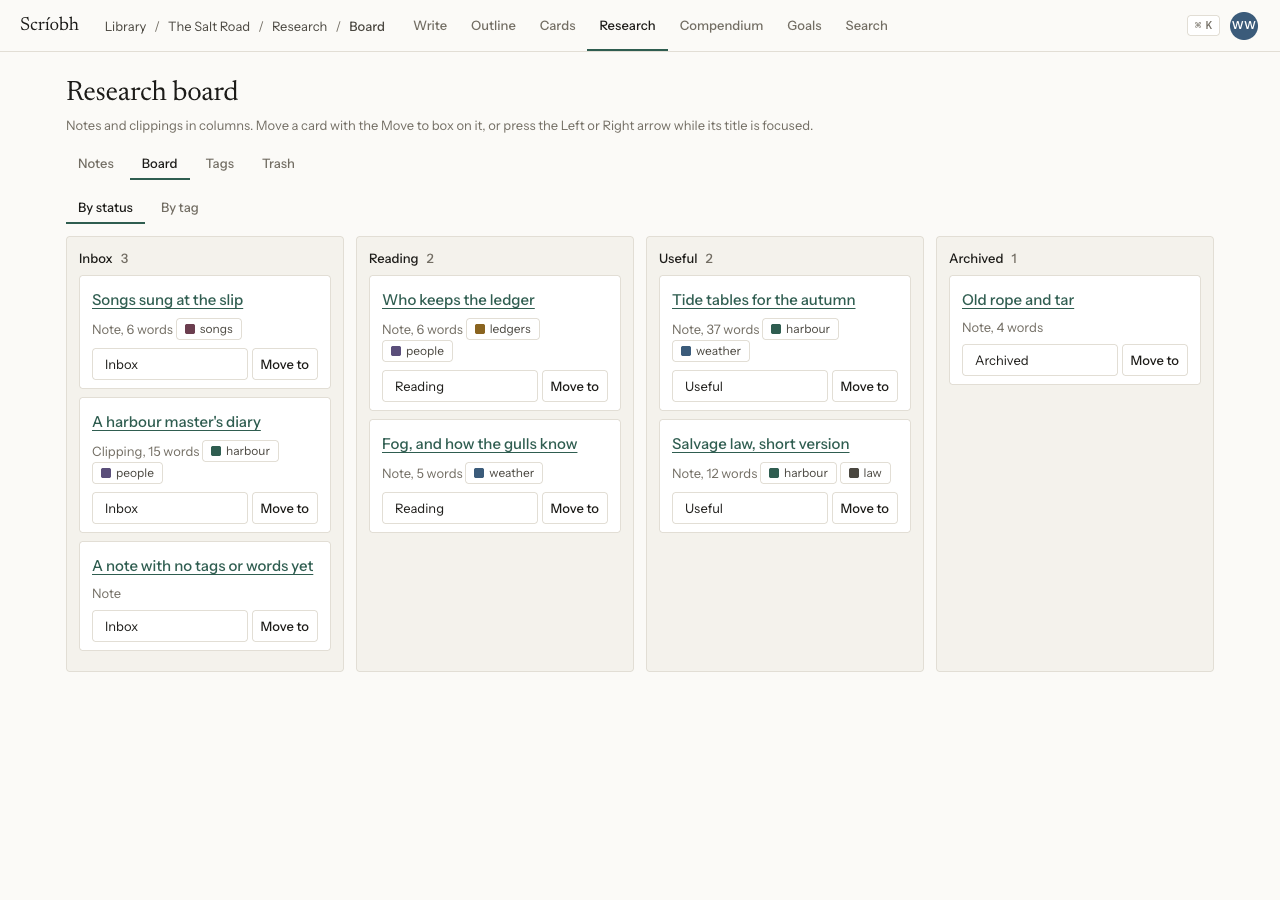 Scríobh
Library / The Salt Road / Research / Board
Write
Outline
Cards
Research
Compendium
Goals
Search
⌘ K
WW
Research board
Notes and clippings in columns. Move a card with the Move to box on it, or press the Left or Right arrow while its title is focused.
Notes
Board
Tags
Trash
By status
By tag
Inbox 3
Songs sung at the slip
Note, 6 words songs
Inbox Move to
A harbour master's diary
Clipping, 15 words harbour
people
Inbox Move to
A note with no tags or words yet
Note
Inbox Move to
Reading 2
Who keeps the ledger
Note, 6 words ledgers
people
Reading Move to
Fog, and how the gulls know
Note, 5 words weather
Reading Move to
Useful 2
Tide tables for the autumn
Note, 37 words harbour
weather
Useful Move to
Salvage law, short version
Note, 12 words harbour law
Useful Move to
Archived 1
Old rope and tar
Note, 4 words
Archived Move to